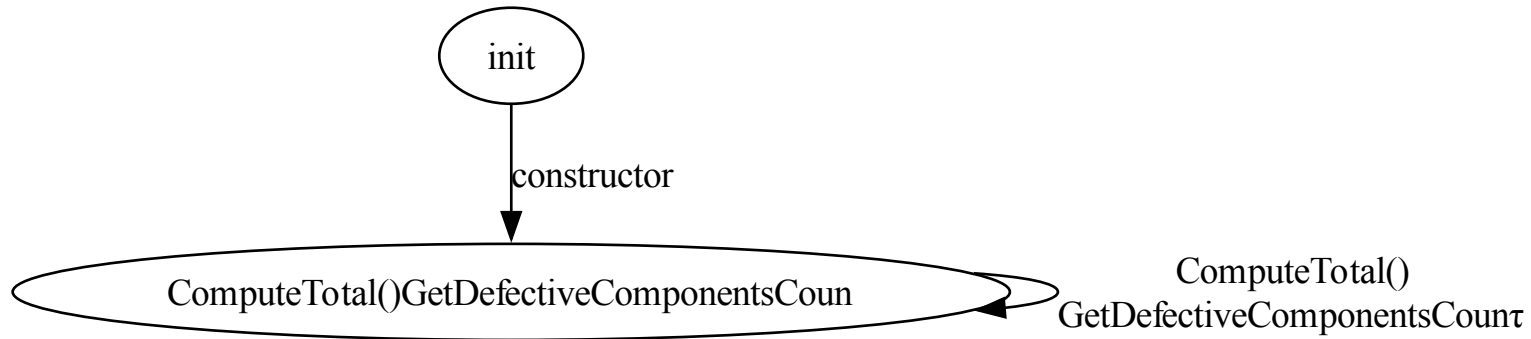 init
constructor
ComputeTotal()GetDefectiveComponentsCoun
ComputeTotal()
GetDefectiveComponentsCounτ